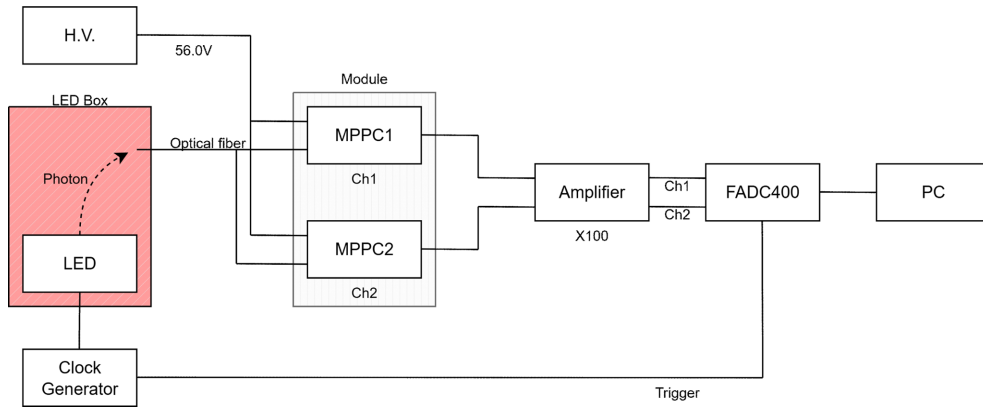 H.V.
56.0V
Module
LED Box
MPPC1
Optical fiber
Photon
Ch1
Amplifier
Ch1
FADC400
PC
Ch2
X100
MPPC2
LED
Ch2
Clock
Generator
Trigger